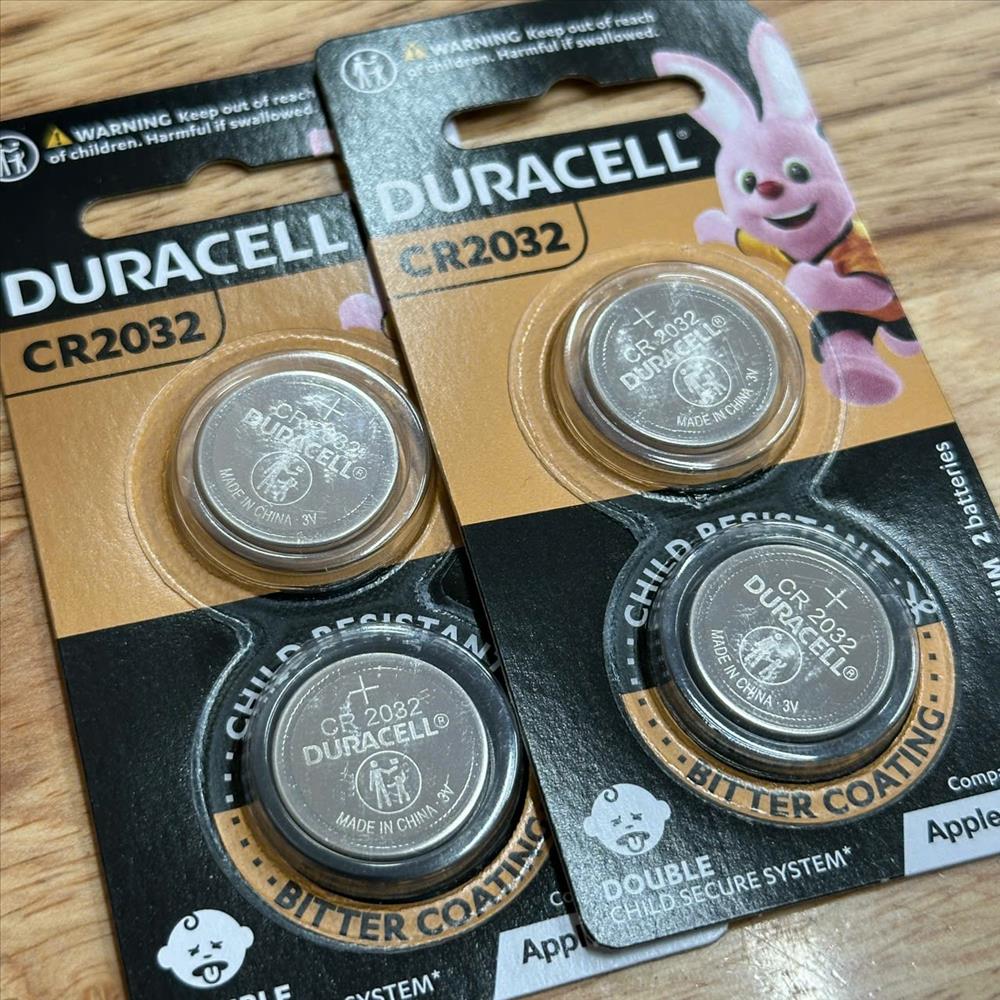 WARNING Keep out of reach
of children. Harmful if swallowed.
DURACELL
CR2032
CR 2032
DURACELL®
MADE IN CHINA · 3V
CHILD RESISTANT
CR 2032
DURACELL®
MADE IN CHINA · 3V
BITTER COATING
SYSTEM*
WARNING Keep out of reach
of children. Harmful if swallowed.
DURACELL®
CR2032
CR 2032
DURACELL®
MADE IN CHINA · 3V
2 batteries
CHILD RESISTANT
CR 2032
DURACELL®
MADE IN CHINA · 3V
BITTER COATING
DOUBLE
CHILD SECURE SYSTEM*
Apple